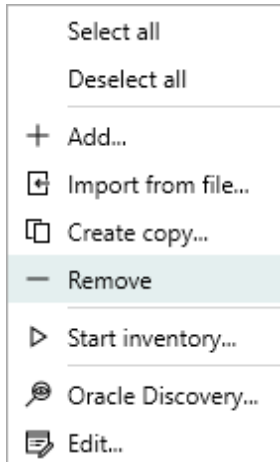 Select all
Deselect all
Add...
Import from file...
Create copy...
Remove
Start inventory...
Oracle Discovery...
Edit...